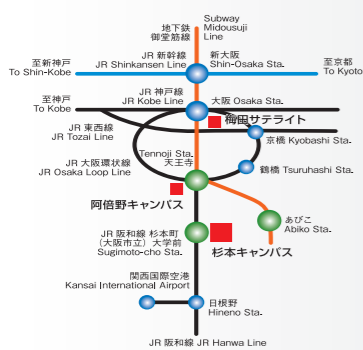 地下鉄
御堂筋線
Subway
Midousuji
Line
JR 新幹線
JR Shinkansen Line
新大阪
Shin-Osaka Sta.
至新神戸
To Shin-Kobe
至京都
To Kyoto
至神戸
To Kobe
JR 神戸線
JR Kobe Line
大阪 Osaka Sta.
梅田サテライト
JR 東西線
JR Tozai Line
京橋 Kyobashi Sta.
Tennoji Sta.
天王寺
JR 大阪環状線
JR Osaka Loop Line
鶴橋 Tsuruhashi Sta.
阿倍野キャンパス
あびこ
Abiko Sta.
JR 阪和線 杉本町
(大阪市立) 大学前
Sugimoto-cho Sta.
杉本キャンパス
関西国際空港
Kansai International Airport
日根野
Hineno Sta.
JR 阪和線 JR Hanwa Line